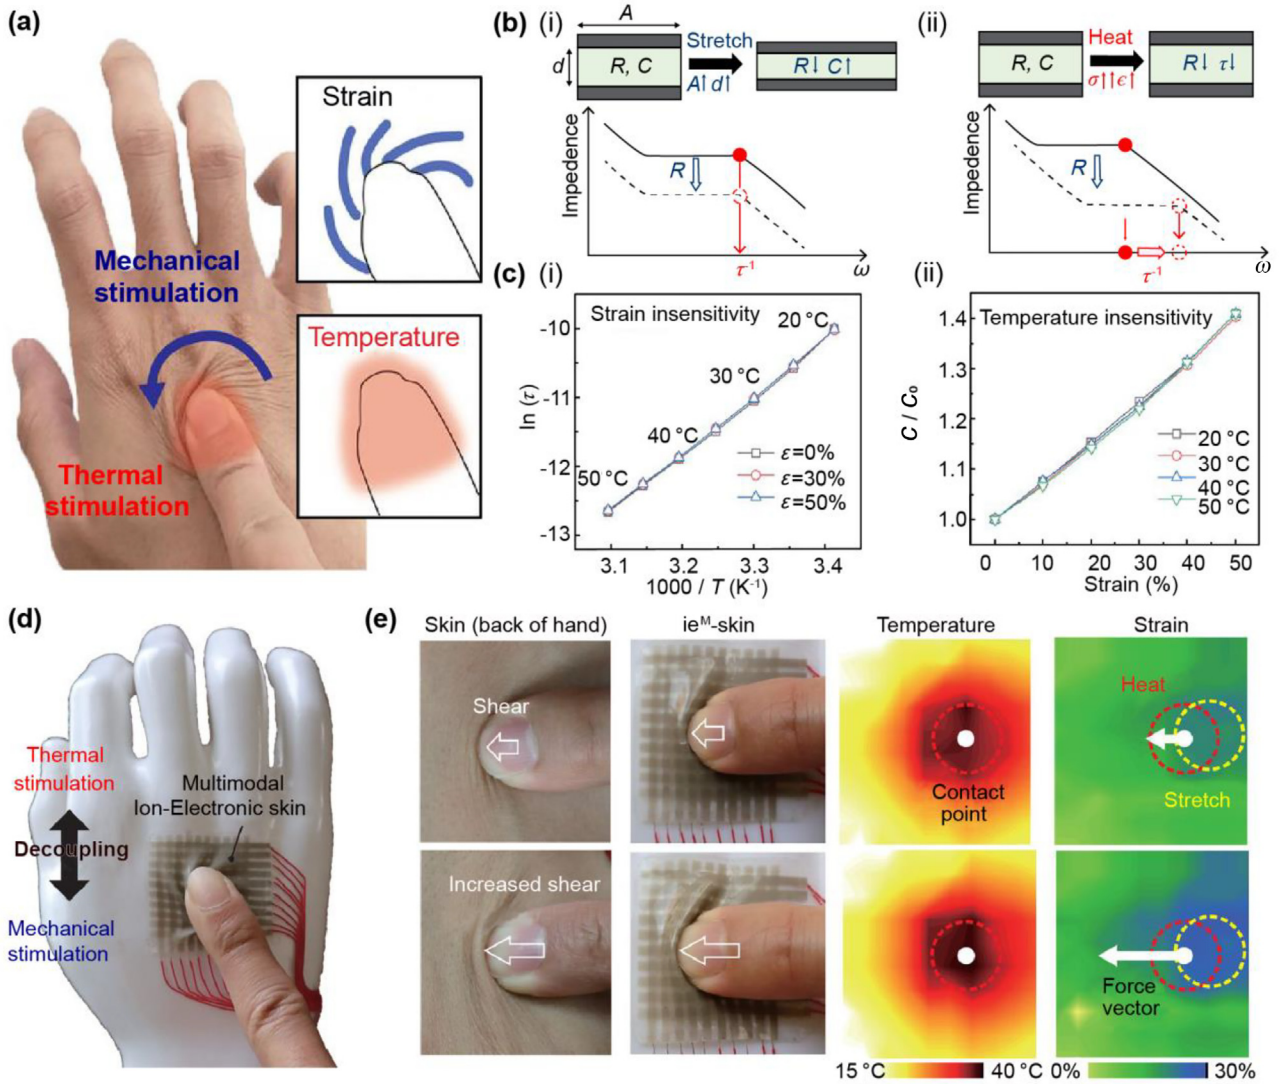 (a)
Strain
Mechanical
stimulation
Temperature
Thermal
stimulation
(b) (i)
A
d
R, C
Stretch
A↑ d↑
R↓ C↑
Impedence
R
τ⁻¹
ω
(ii)
R, C
Heat
σ↑↑ϵ↑
R↓ τ↓
Impedence
R
τ⁻¹
ω
(c) (i)
Strain insensitivity
20 °C
30 °C
40 °C
50 °C
ε=0%
ε=30%
ε=50%
ln (τ)
-10
-11
-12
-13
3.1 3.2 3.3 3.4
1000 / T (K⁻¹)
(ii)
Temperature insensitivity
20 °C
30 °C
40 °C
50 °C
C / C₀
1.4
1.3
1.2
1.1
1.0
0 10 20 30 40 50
Strain (%)
(d)
Thermal
stimulation
Multimodal
Ion-Electronic skin
Decoupling
Mechanical
stimulation
(e)
Skin (back of hand) ieᴹ-skin Temperature Strain
Shear
Contact
point
Heat
Stretch
Increased shear
Force
vector
15 °C 40 °C 0% 30%